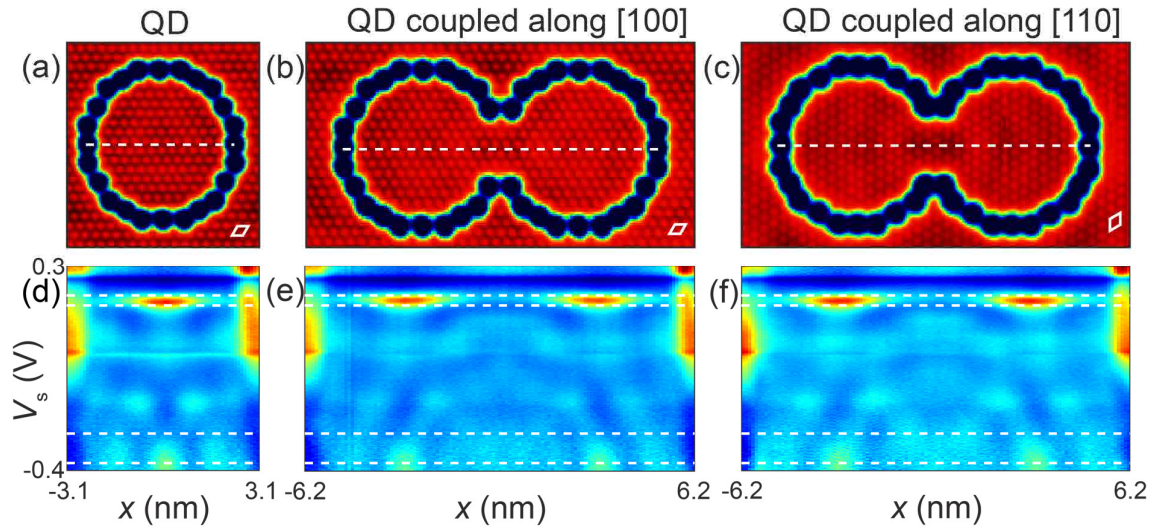 QD
QD coupled along [100]
QD coupled along [110]
(a)
(b)
(c)
0.3
(d)
(e)
(f)
V_s (V)
-0.4
-3.1
3.1
-6.2
6.2
-6.2
6.2
x (nm)
x (nm)
x (nm)